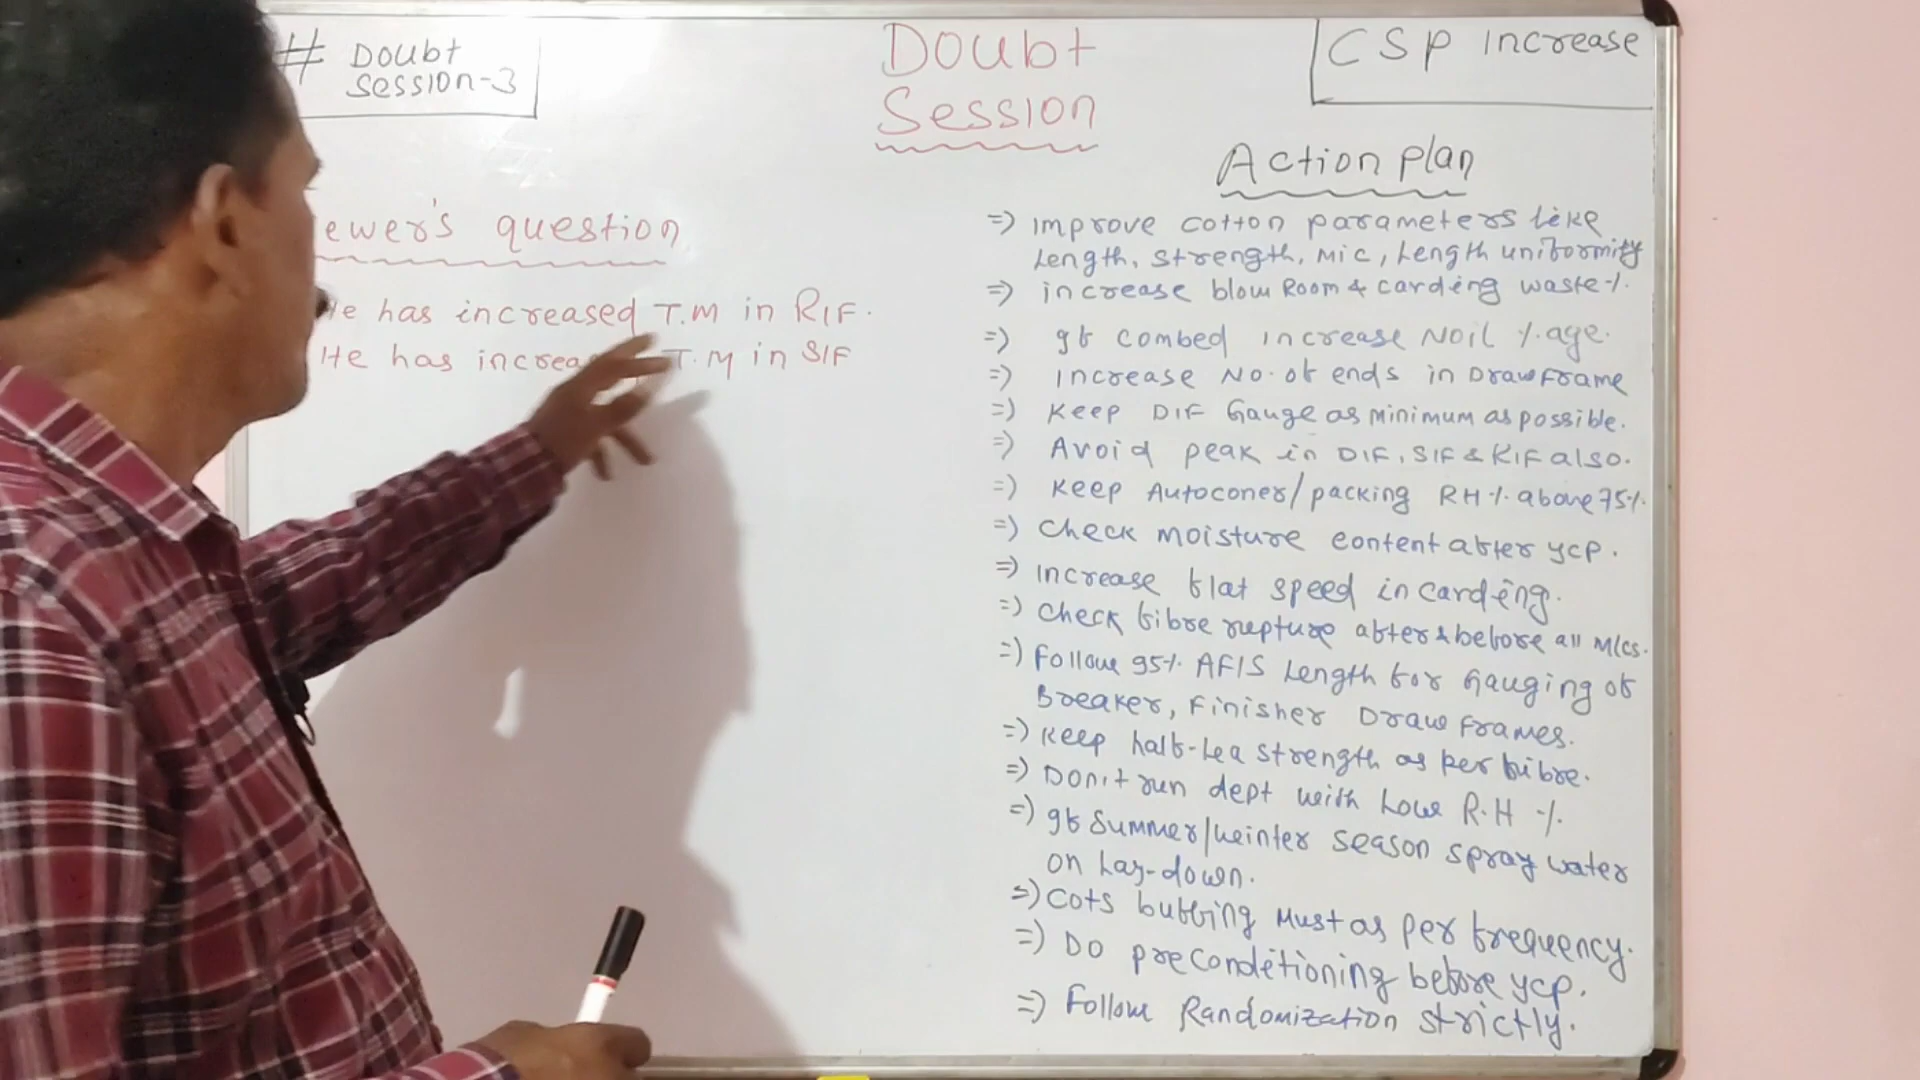 # Doubt
Session-3
Doubt
Session
CSP increase
ewer's question
He has increased T.M in R/F.
He has increa T.M in S/F
Action plan
=) improve cotton parameters like
Length, strength, Mic, Length uniformity
=) increase blow Room & carding waste %.
=) If combed increase Noil %age.
=) increase No. of ends in Draw frame
=) Keep D/F Gauge as minimum as possible.
=) Avoid peak in D/F, S/F & R/F also.
=) Keep Autoconer/packing RH% above 75%.
=) Check moisture content after ycp.
=) increase flat speed in carding.
=) Check fibre rupture after & before all M/cs.
=) Follow 95% AFIS Length for Gauging of
Breaker, Finisher Draw frames.
=) Keep half-Lea strength as per fibre.
=) Don't run dept with Low R.H %.
=) If Summer/Winter season spray water
on Lay-down.
=) Cots buffing Must as per frequency.
=) Do preconditioning before ycp.
=) Follow Randomization strictly.